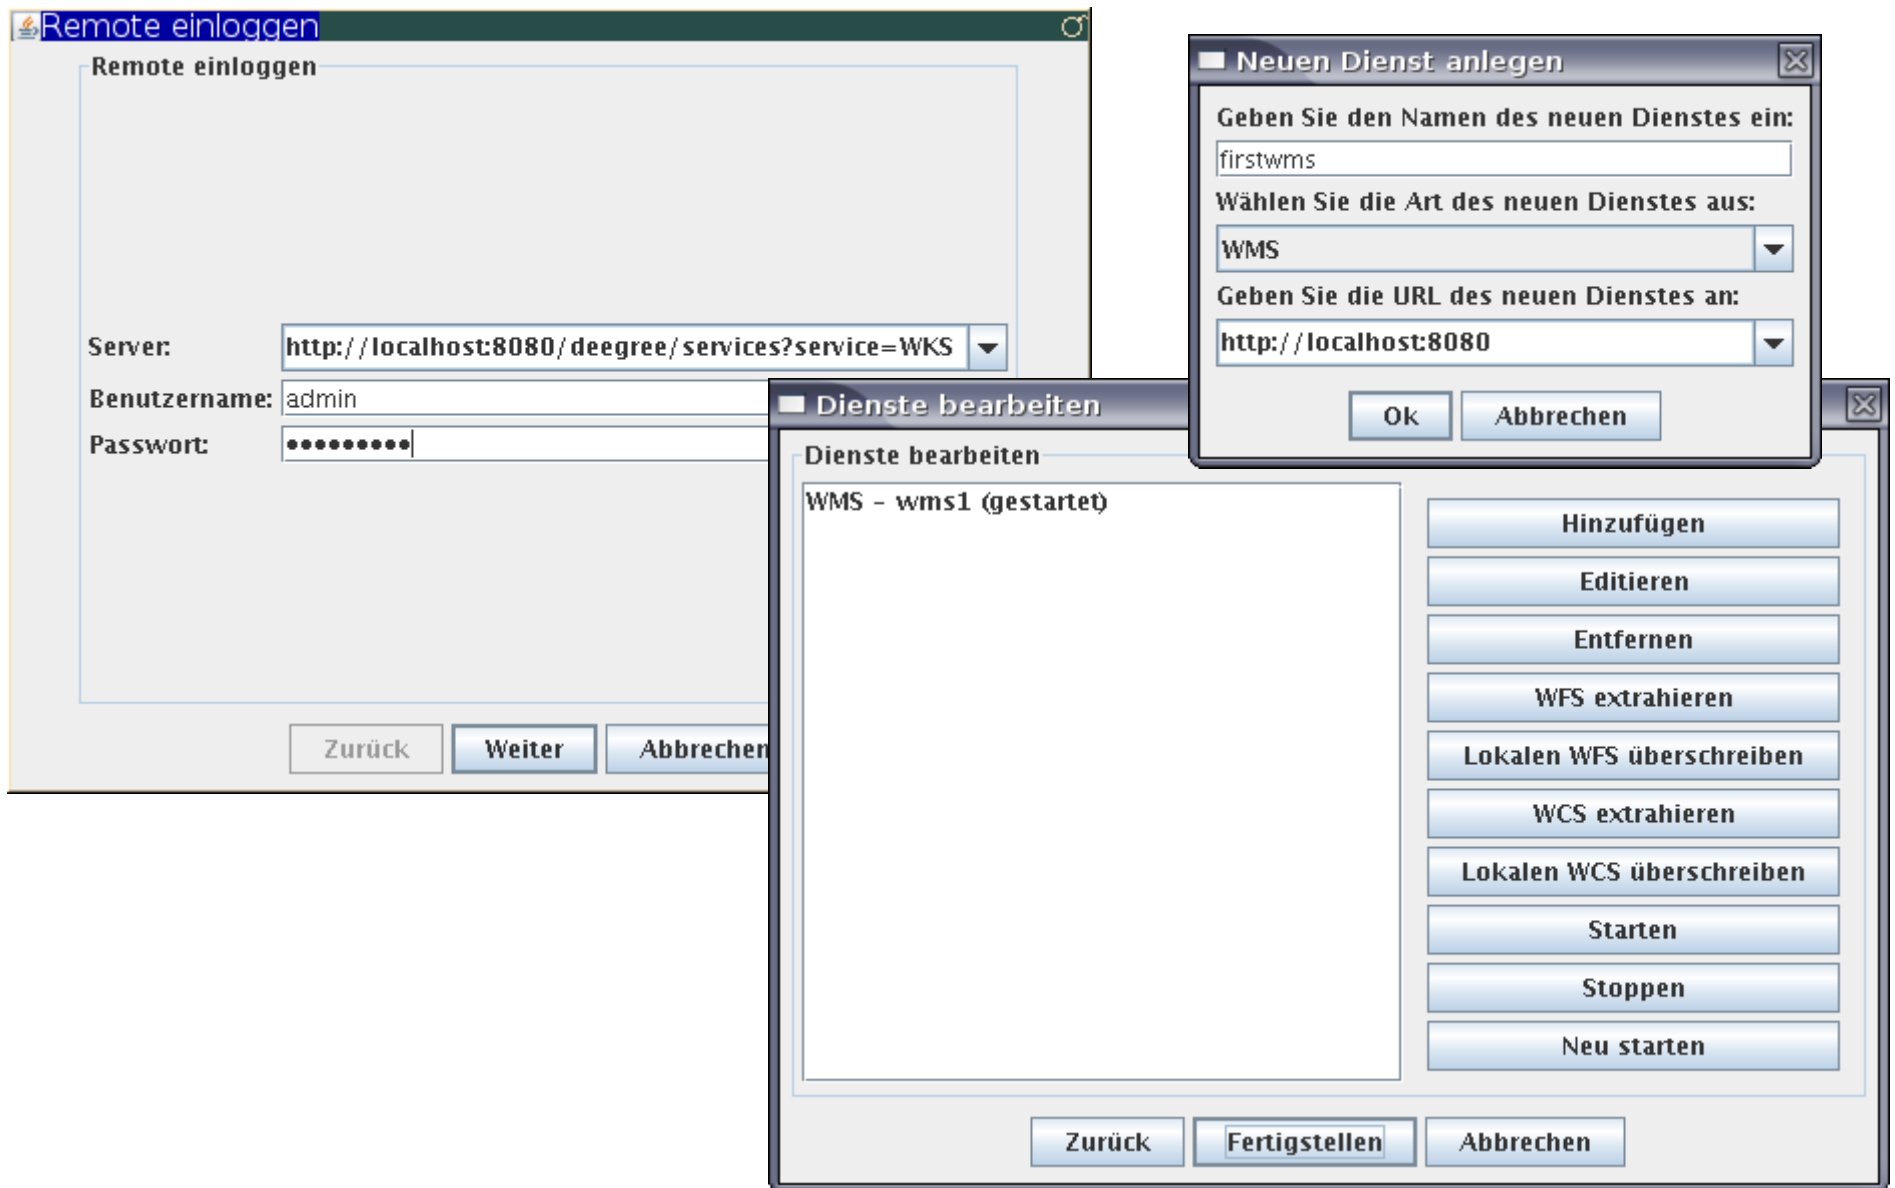 Remote einloggen
Remote einloggen
Server:
http://localhost:8080/deegree/services?service=WKS
Benutzername:
admin
Passwort:
•••••••••
Zurück
Weiter
Abbrechen
Neuen Dienst anlegen
Geben Sie den Namen des neuen Dienstes ein:
firstwms
Wählen Sie die Art des neuen Dienstes aus:
WMS
Geben Sie die URL des neuen Dienstes an:
http://localhost:8080
Ok
Abbrechen
Dienste bearbeiten
Dienste bearbeiten
WMS - wms1 (gestartet)
Hinzufügen
Editieren
Entfernen
WFS extrahieren
Lokalen WFS überschreiben
WCS extrahieren
Lokalen WCS überschreiben
Starten
Stoppen
Neu starten
Zurück
Fertigstellen
Abbrechen